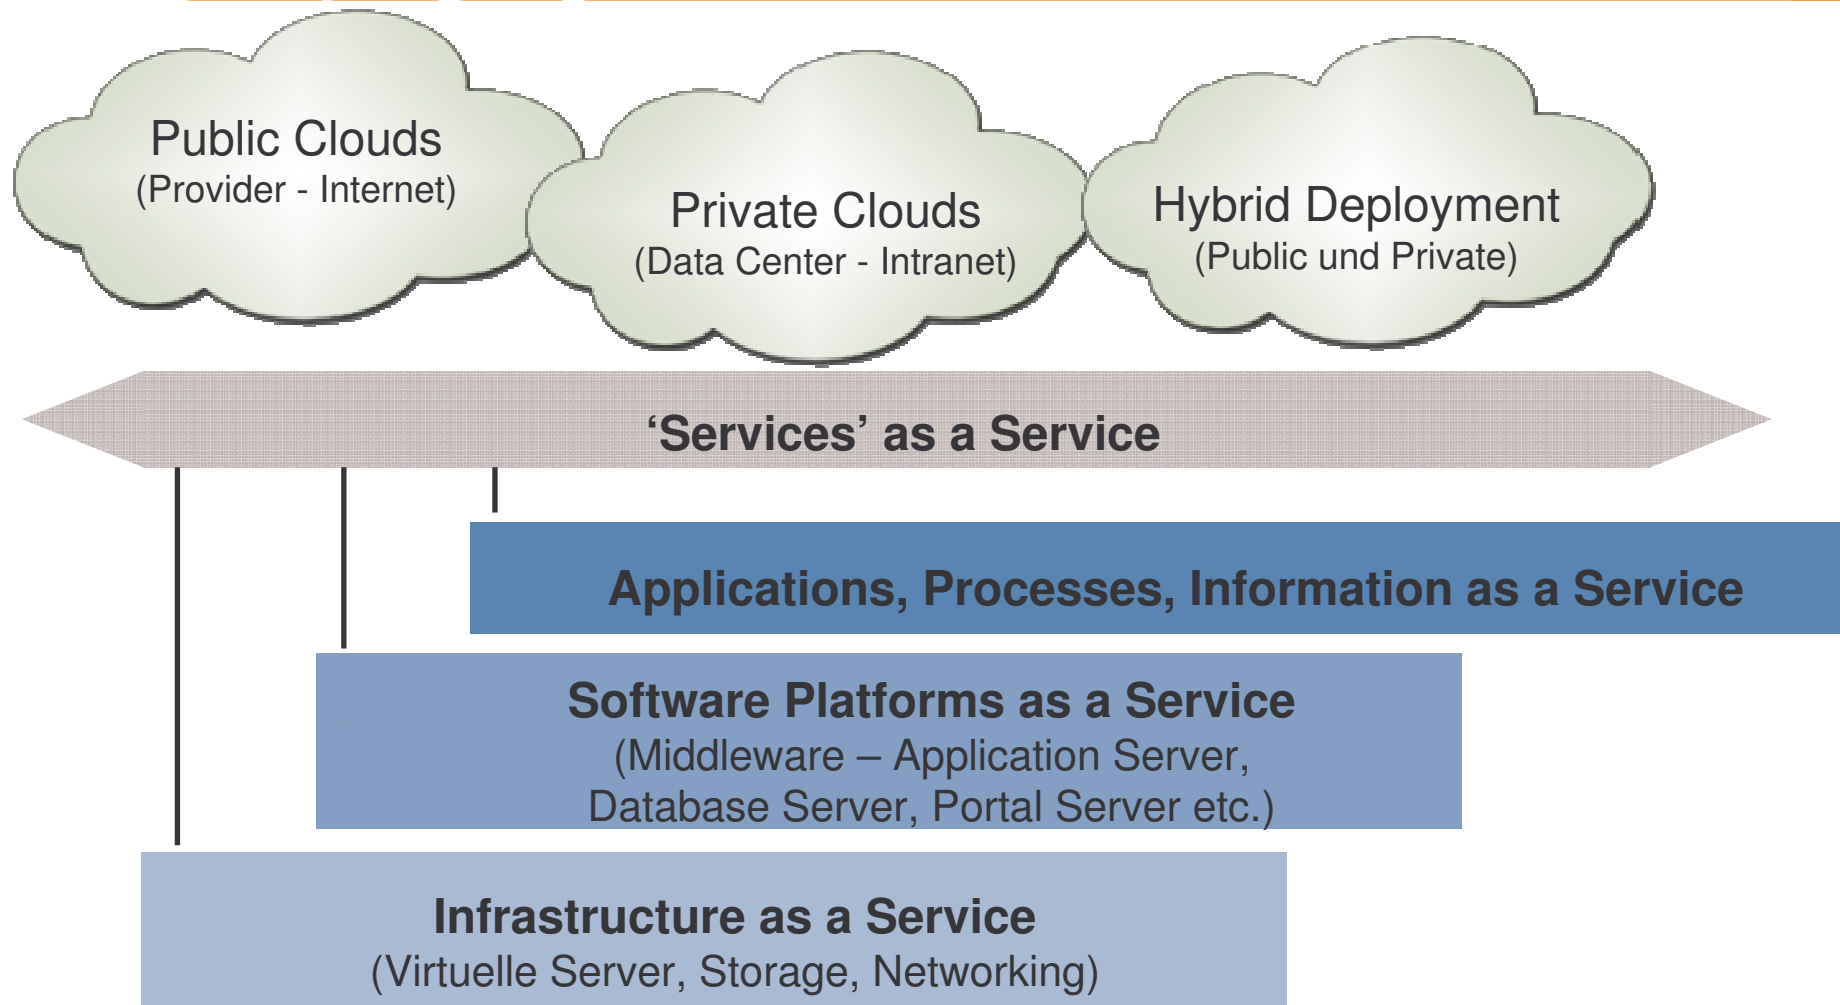 Public Clouds
(Provider - Internet)
Private Clouds
(Data Center - Intranet)
Hybrid Deployment
(Public und Private)
‘Services’ as a Service
Applications, Processes, Information as a Service
Software Platforms as a Service
(Middleware – Application Server,
Database Server, Portal Server etc.)
Infrastructure as a Service
(Virtuelle Server, Storage, Networking)